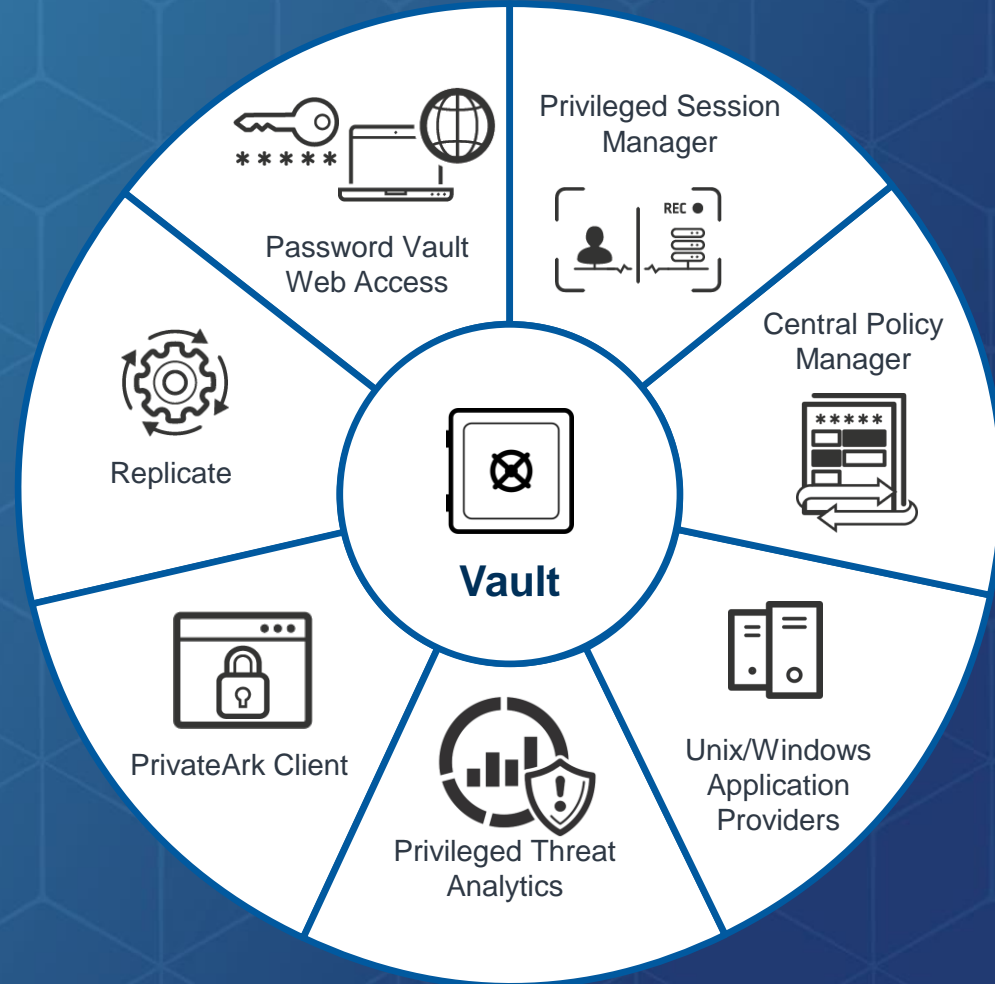 *****
Password Vault
Web Access
Privileged Session
Manager
REC
Central Policy
Manager
*****
Unix/Windows
Application
Providers
Privileged Threat
Analytics
PrivateArk Client
Replicate
Vault